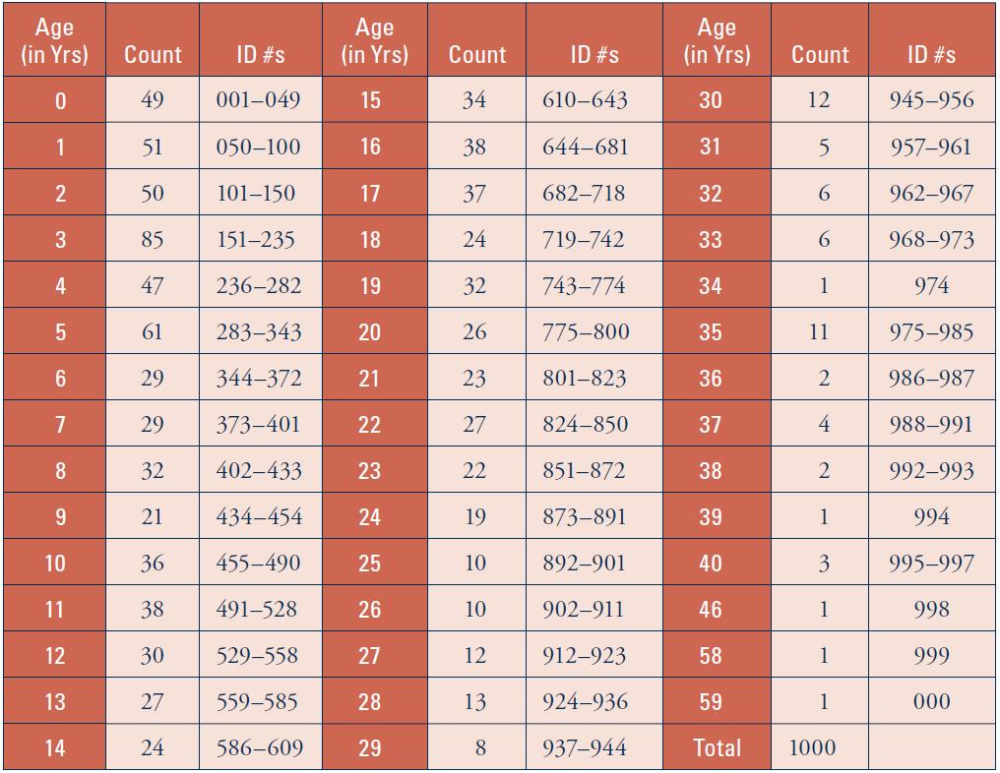 Age (in Yrs) Count ID #s Age (in Yrs) Count ID #s Age (in Yrs) Count ID #s
0 49 001–049 15 34 610–643 30 12 945–956
1 51 050–100 16 38 644–681 31 5 957–961
2 50 101–150 17 37 682–718 32 6 962–967
3 85 151–235 18 24 719–742 33 6 968–973
4 47 236–282 19 32 743–774 34 1 974
5 61 283–343 20 26 775–800 35 11 975–985
6 29 344–372 21 23 801–823 36 2 986–987
7 29 373–401 22 27 824–850 37 4 988–991
8 32 402–433 23 22 851–872 38 2 992–993
9 21 434–454 24 19 873–891 39 1 994
10 36 455–490 25 10 892–901 40 3 995–997
11 38 491–528 26 10 902–911 46 1 998
12 30 529–558 27 12 912–923 58 1 999
13 27 559–585 28 13 924–936 59 1 000
14 24 586–609 29 8 937–944 Total 1000